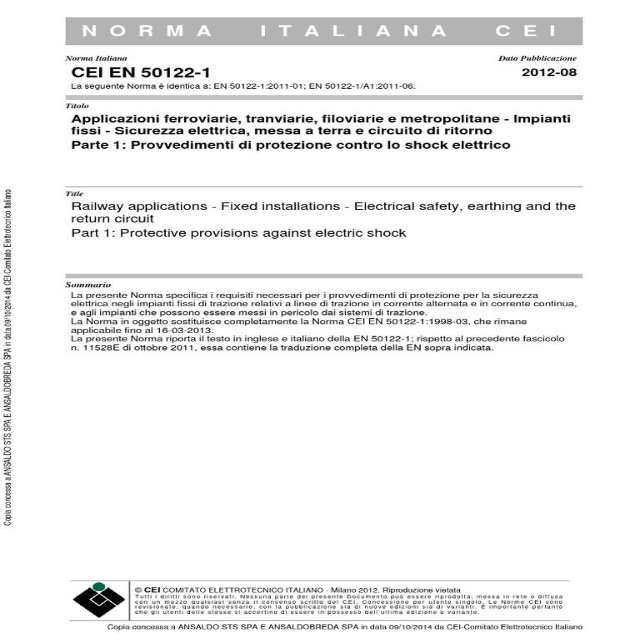 NORMA ITALIANA CEI
Norma Italiana
Data Pubblicazione
CEI EN 50122-1
2012-08
La seguente Norma è identica a: EN 50122-1:2011-01; EN 50122-1/A1:2011-06.
Titolo
Applicazioni ferroviarie, tranviarie, filoviarie e metropolitane - Impianti
fissi - Sicurezza elettrica, messa a terra e circuito di ritorno
Parte 1: Provvedimenti di protezione contro lo shock elettrico
Title
Railway applications - Fixed installations - Electrical safety, earthing and the
return circuit
Part 1: Protective provisions against electric shock
Sommario
La presente Norma specifica i requisiti necessari per i provvedimenti di protezione per la sicurezza
elettrica negli impianti fissi di trazione relativi a linee di trazione in corrente alternata e in corrente continua,
e agli impianti che possono essere messi in pericolo dai sistemi di trazione.
La Norma in oggetto sostituisce completamente la Norma CEI EN 50122-1:1998-03, che rimane
applicabile fino al 16-03-2013.
La presente Norma riporta il testo in inglese e italiano della EN 50122-1; rispetto al precedente fascicolo
n. 11528E di ottobre 2011, essa contiene la traduzione completa della EN sopra indicata.
© CEI COMITATO ELETTROTECNICO ITALIANO - Milano 2012. Riproduzione vietata
Tutti i diritti sono riservati. Nessuna parte del presente Documento può essere riprodotta, messa in rete o diffusa
con un mezzo qualsiasi senza il consenso scritto del CEI. Concessione per utente singolo. Le Norme CEI sono
revisionate, quando necessario, con la pubblicazione sia di nuove edizioni sia di varianti. È importante pertanto
che gli utenti delle stesse si accertino di essere in possesso dell'ultima edizione o variante.
Copia concessa a ANSALDO STS SPA E ANSALDOBREDA SPA in data 09/10/2014 da CEI-Comitato Elettrotecnico Italiano
Copia concessa a ANSALDO STS SPA E ANSALDOBREDA SPA in data 09/10/2014 da CEI-Comitato Elettrotecnico Italiano